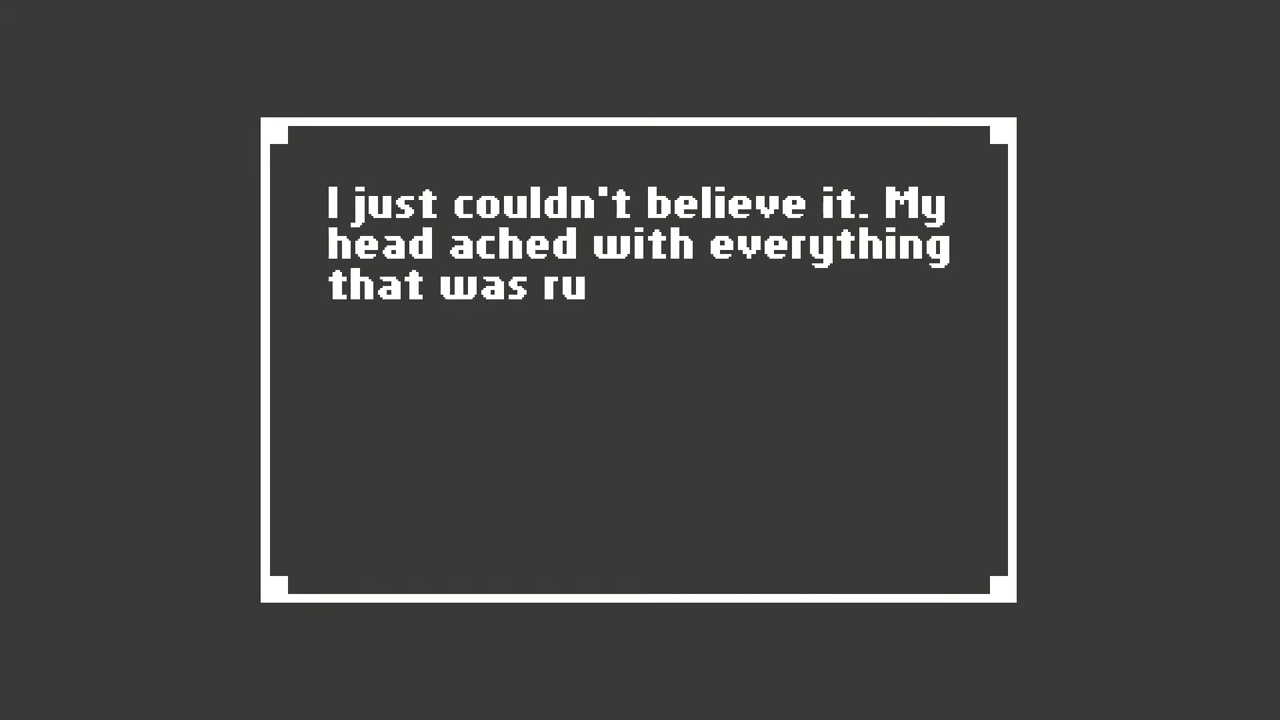 I just couldn't believe it. My
head ached with everything
that was ru